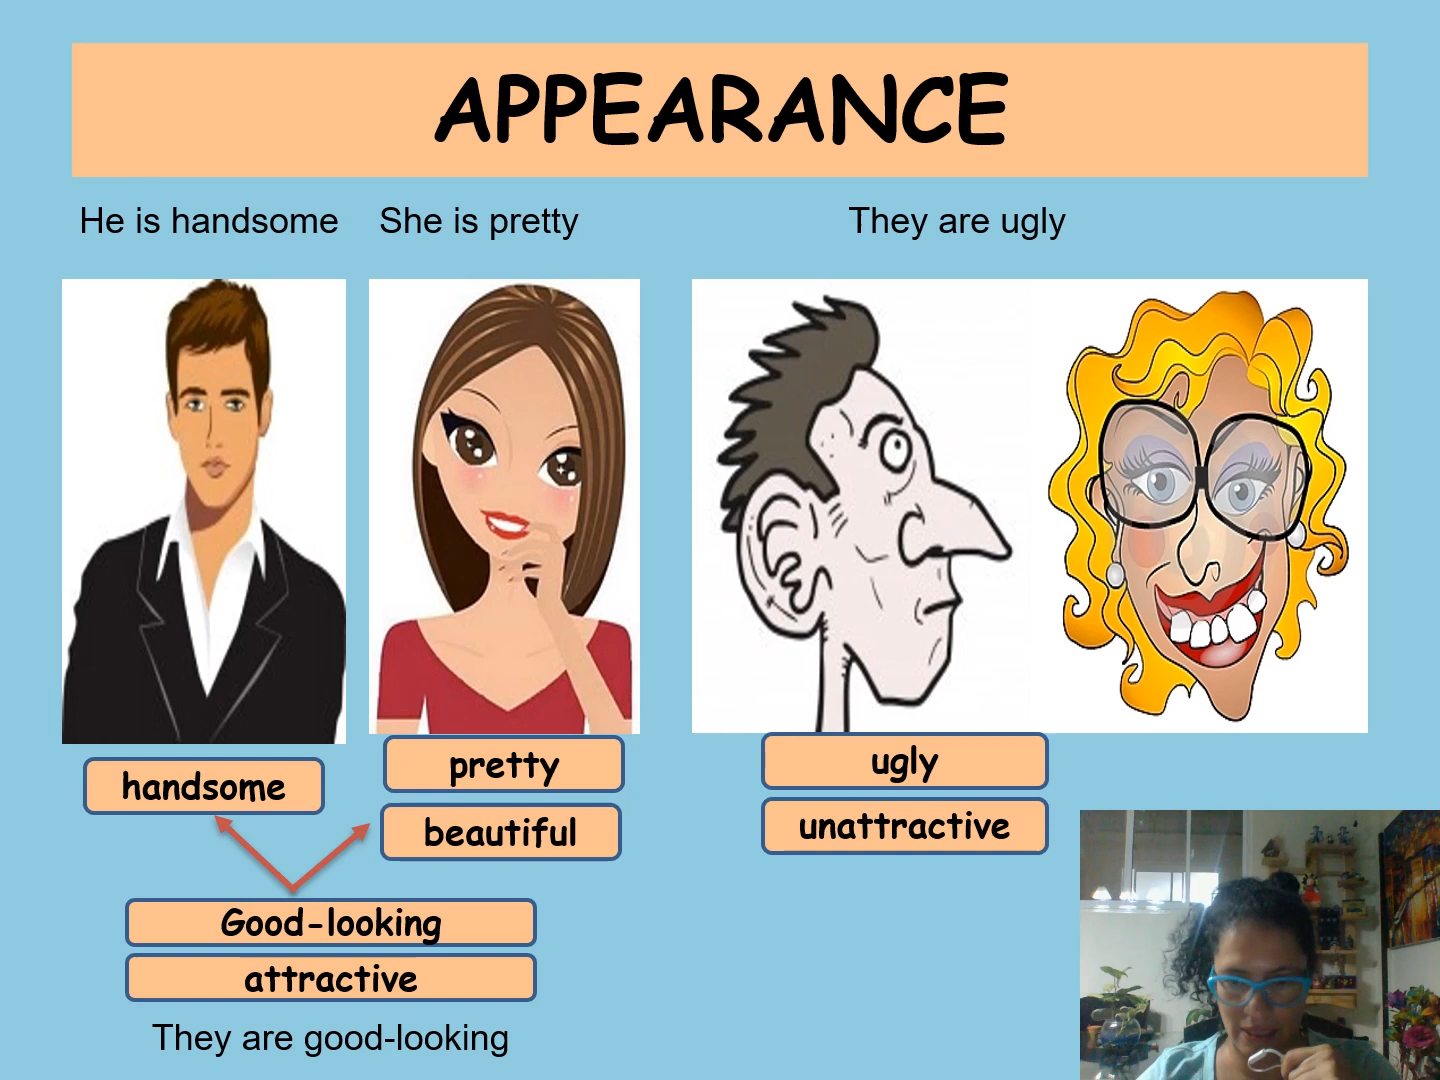 APPEARANCE
He is handsome
She is pretty
They are ugly
handsome
pretty
beautiful
ugly
unattractive
Good-looking
attractive
They are good-looking